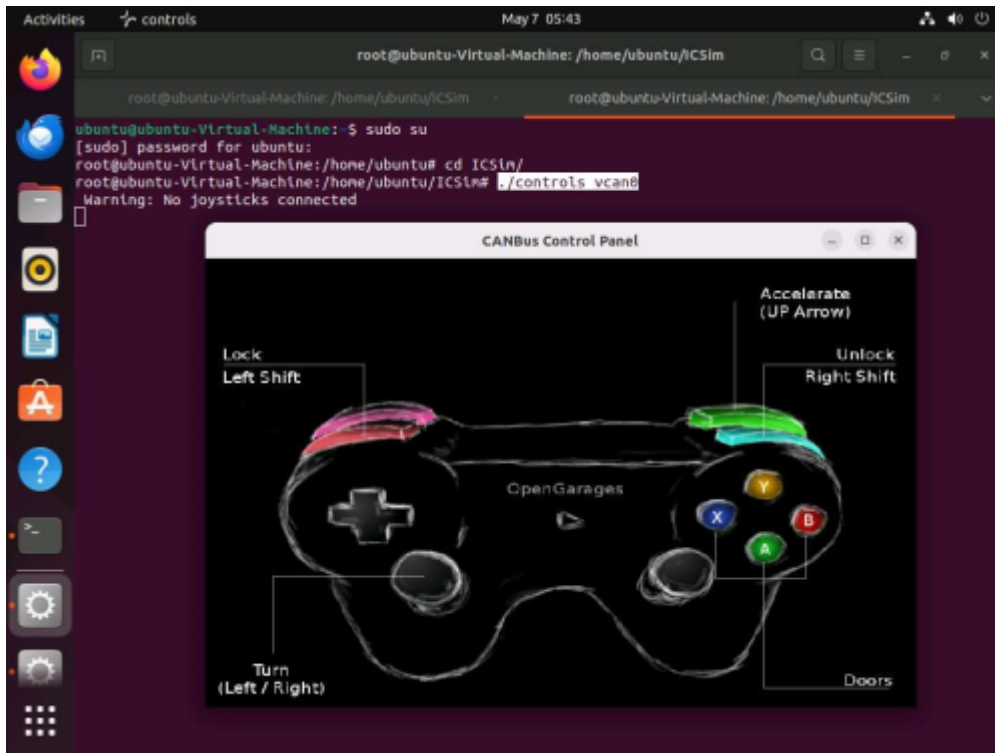 Activities controls May 7 05:43
root@ubuntu-Virtual-Machine: /home/ubuntu/ICSim
root@ubuntu-Virtual-Machine: /home/ubuntu/ICSim × root@ubuntu-Virtual-Machine: /home/ubuntu/ICSim ×
ubuntu@ubuntu-Virtual-Machine:~$ sudo su
[sudo] password for ubuntu:
root@ubuntu-Virtual-Machine:/home/ubuntu# cd ICSim/
root@ubuntu-Virtual-Machine:/home/ubuntu/ICSim# ./controls vcan0
Warning: No joysticks connected
CANBus Control Panel
Accelerate
(UP Arrow)
Lock
Left Shift
Unlock
Right Shift
OpenGarages
Y
X
B
A
Turn
(Left / Right)
Doors